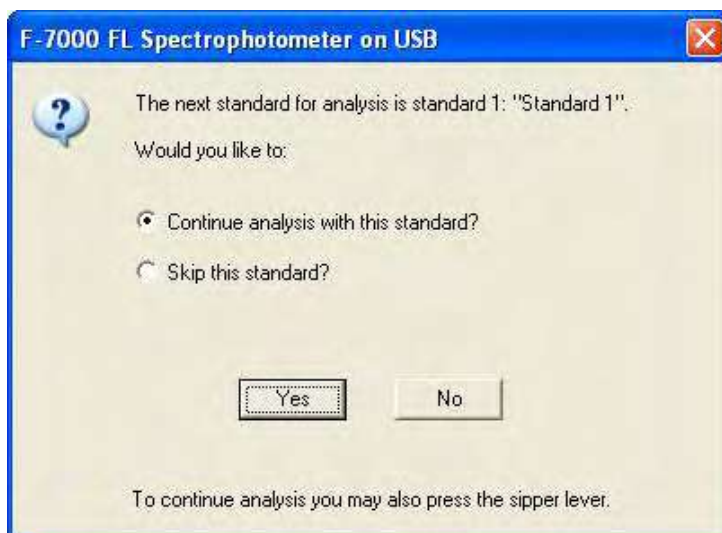 F-7000 FL Spectrophotometer on USB
The next standard for analysis is standard 1: "Standard 1".
Would you like to:
Continue analysis with this standard?
Skip this standard?
Yes
No
To continue analysis you may also press the sipper lever.